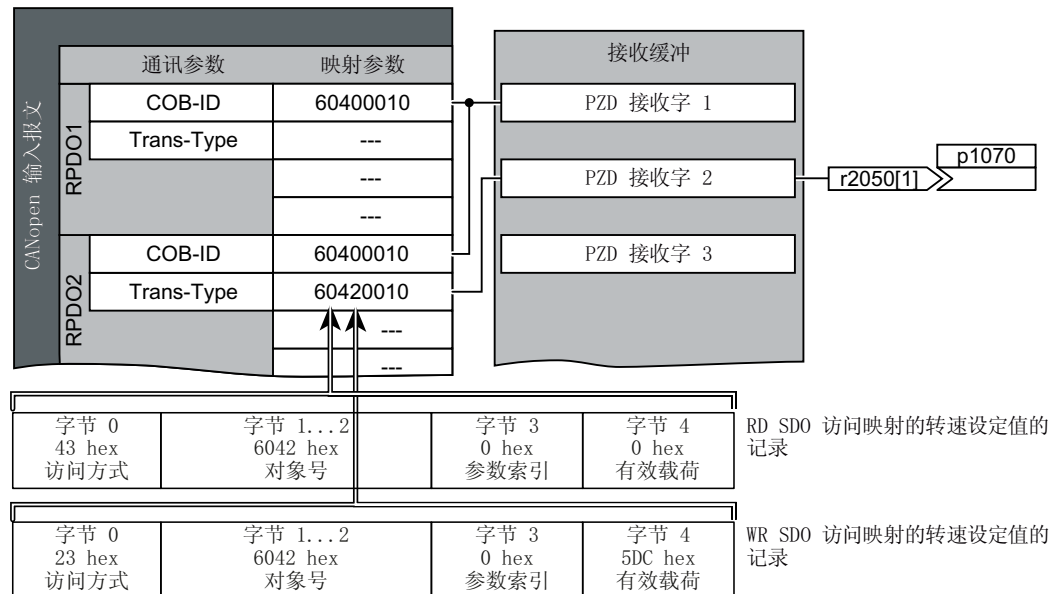 CANopen 输入报文
通讯参数 映射参数
RPDO1
COB-ID 60400010
Trans-Type ---
---
---
RPDO2
COB-ID 60400010
Trans-Type 60420010
---
---
接收缓冲
PZD 接收字 1
PZD 接收字 2
PZD 接收字 3
r2050[1]
p1070
字节 0 字节 1...2 字节 3 字节 4
43 hex 6042 hex 0 hex 0 hex
访问方式 对象号 参数索引 有效载荷
RD SDO 访问映射的转速设定值的
记录
字节 0 字节 1...2 字节 3 字节 4
23 hex 6042 hex 0 hex 5DC hex
访问方式 对象号 参数索引 有效载荷
WR SDO 访问映射的转速设定值的
记录